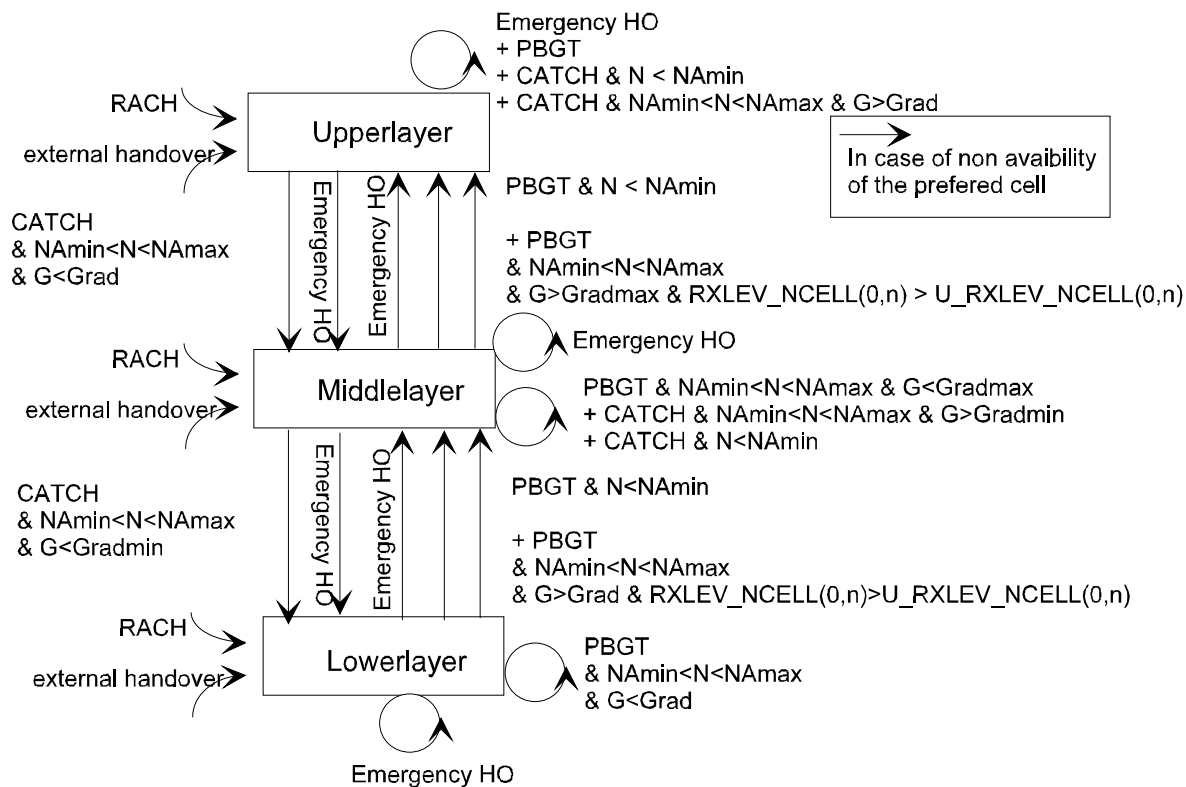 Emergency HO
+ PBGT
+ CATCH & N < NAmin
+ CATCH & NAmin<N<NAmax & G>Grad
RACH
external handover
Upperlayer
In case of non avaibility
of the prefered cell
CATCH
& NAmin<N<NAmax
& G<Grad
Emergency HO
Emergency HO
PBGT & N < NAmin
+ PBGT
& NAmin<N<NAmax
& G>Gradmax & RXLEV_NCELL(0,n) > U_RXLEV_NCELL(0,n)
RACH
external handover
Middlelayer
Emergency HO
PBGT & NAmin<N<NAmax & G<Gradmax
+ CATCH & NAmin<N<NAmax & G>Gradmin
+ CATCH & N<NAmin
CATCH
& NAmin<N<NAmax
& G<Gradmin
Emergency HO
Emergency HO
PBGT & N<NAmin
+ PBGT
& NAmin<N<NAmax
& G>Grad & RXLEV_NCELL(0,n)>U_RXLEV_NCELL(0,n)
RACH
external handover
Lowerlayer
PBGT
& NAmin<N<NAmax
& G<Grad
Emergency HO